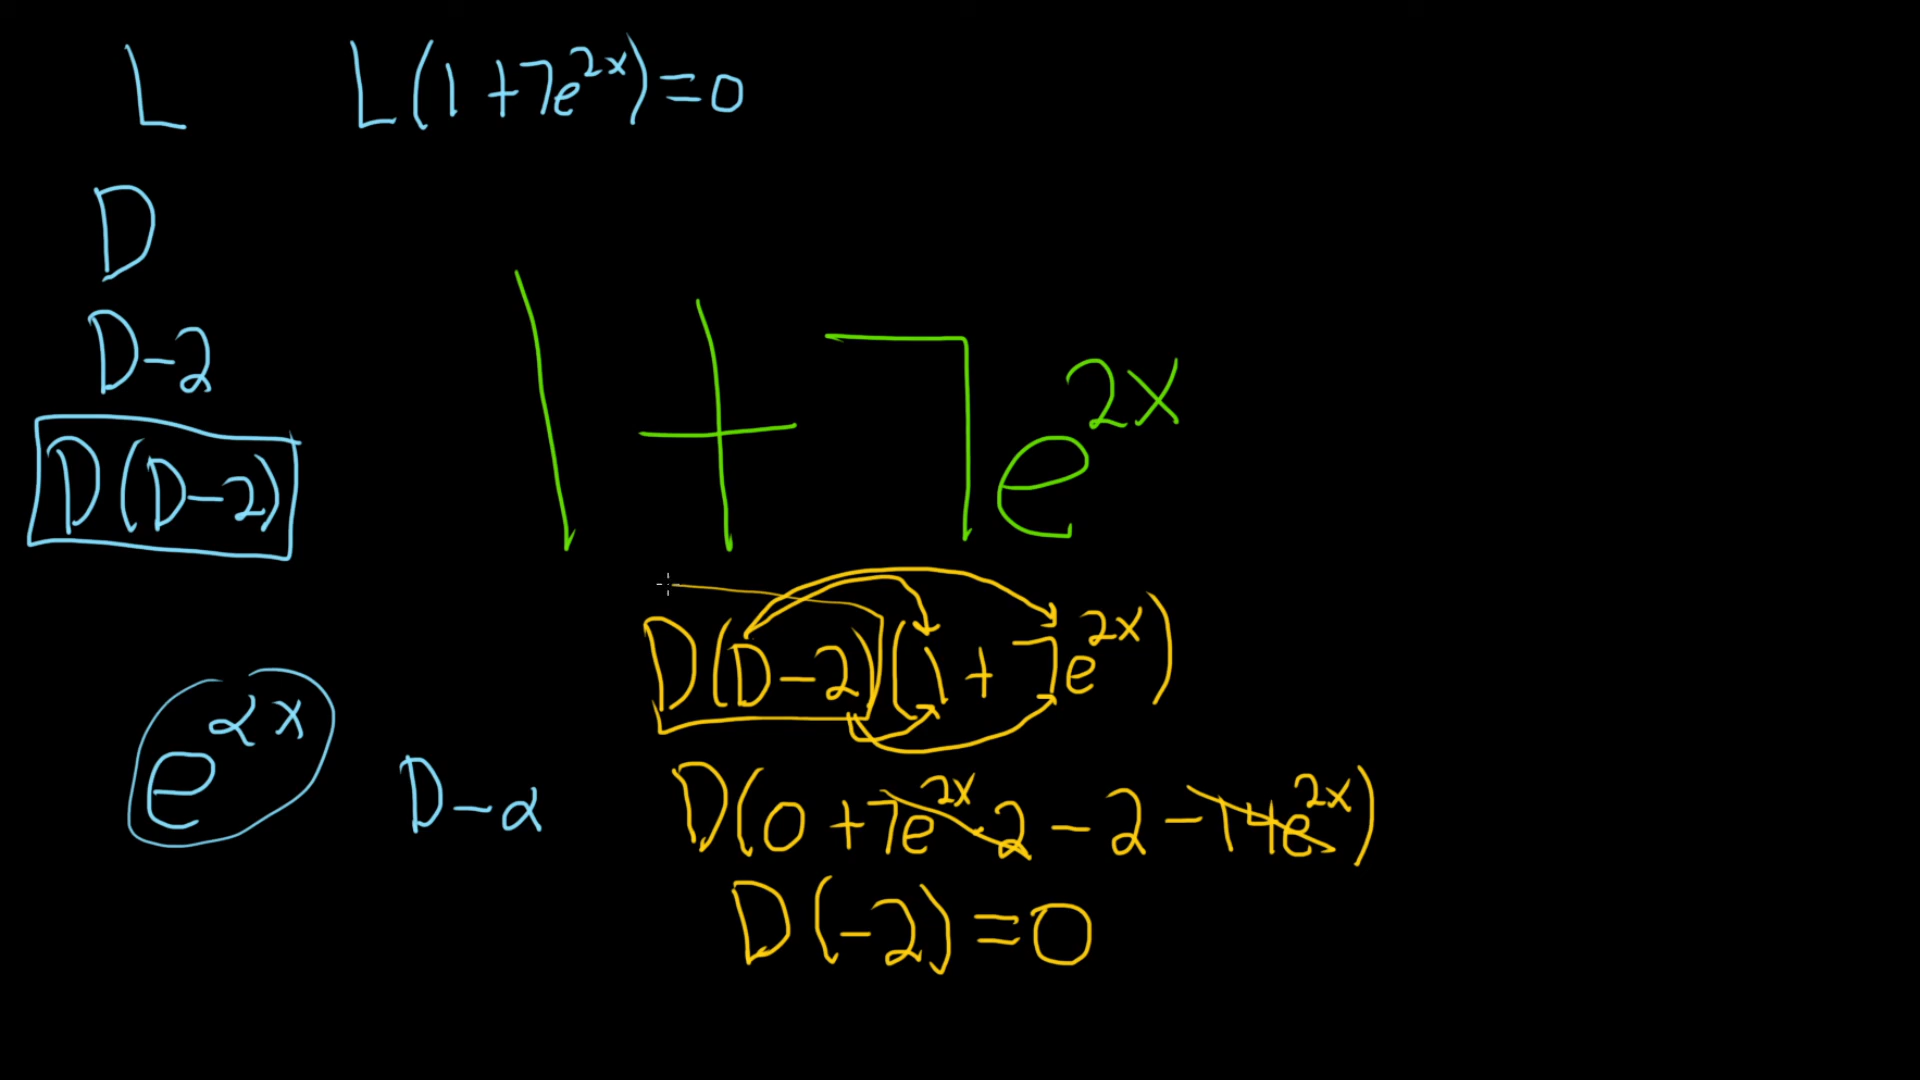 L L(1+7e^{2x})=0
D
D-2
D(D-2)
1+7e^{2x}
D(D-2)(1+7e^{2x})
e^{αx} D-α D(0+7e^{2x}·2-2-14e^{2x})
D(-2)=0